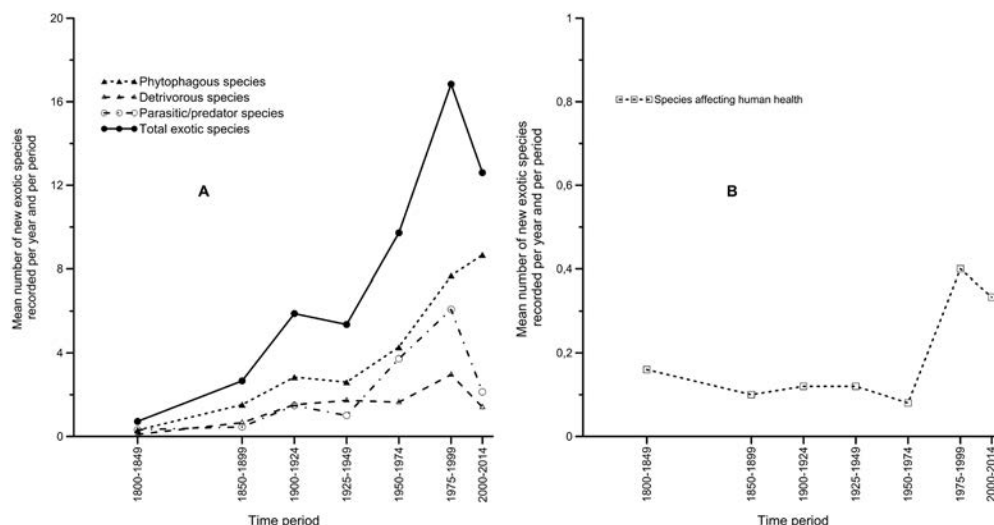 Mean number of new exotic species
recorded per year and per period
20
16
12
8
4
0
Phytophagous species
Detrivorous species
Parasitic/predator species
Total exotic species
A
1800-1849
1850-1899
1900-1924
1925-1949
1950-1974
1975-1999
2000-2014
Time period
Mean number of new exotic species
recorded per year and per period
1
0,8
0,6
0,4
0,2
0
Species affecting human health
B
1800-1849
1850-1899
1900-1924
1925-1949
1950-1974
1975-1999
2000-2014
Time period